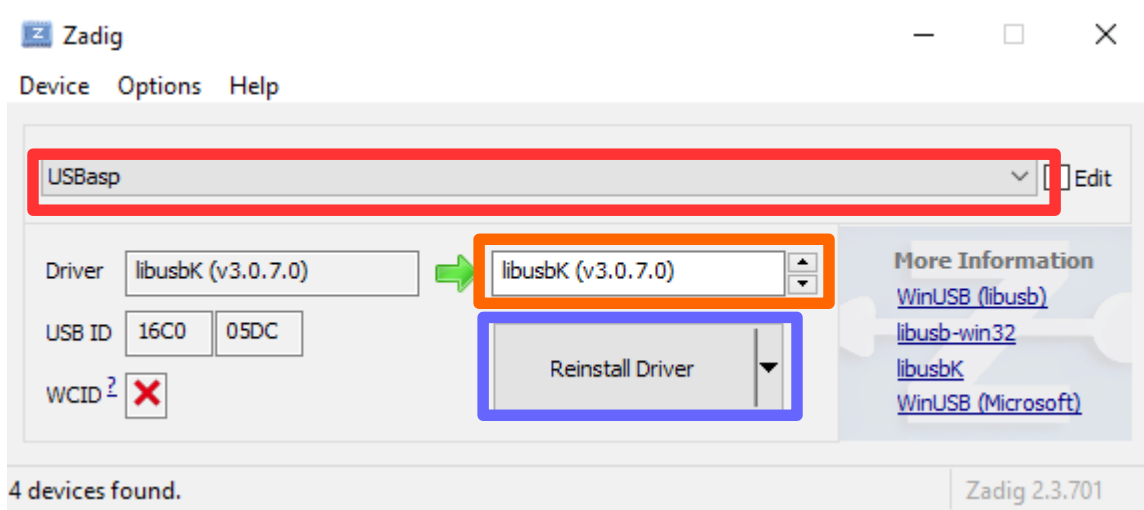 Zadig
Device Options Help
USBasp
Edit
Driver
libusbK (v3.0.7.0)
libusbK (v3.0.7.0)
USB ID
16C0
05DC
WCID ?
Reinstall Driver
More Information
WinUSB (libusb)
libusb-win32
libusbK
WinUSB (Microsoft)
4 devices found.
Zadig 2.3.701